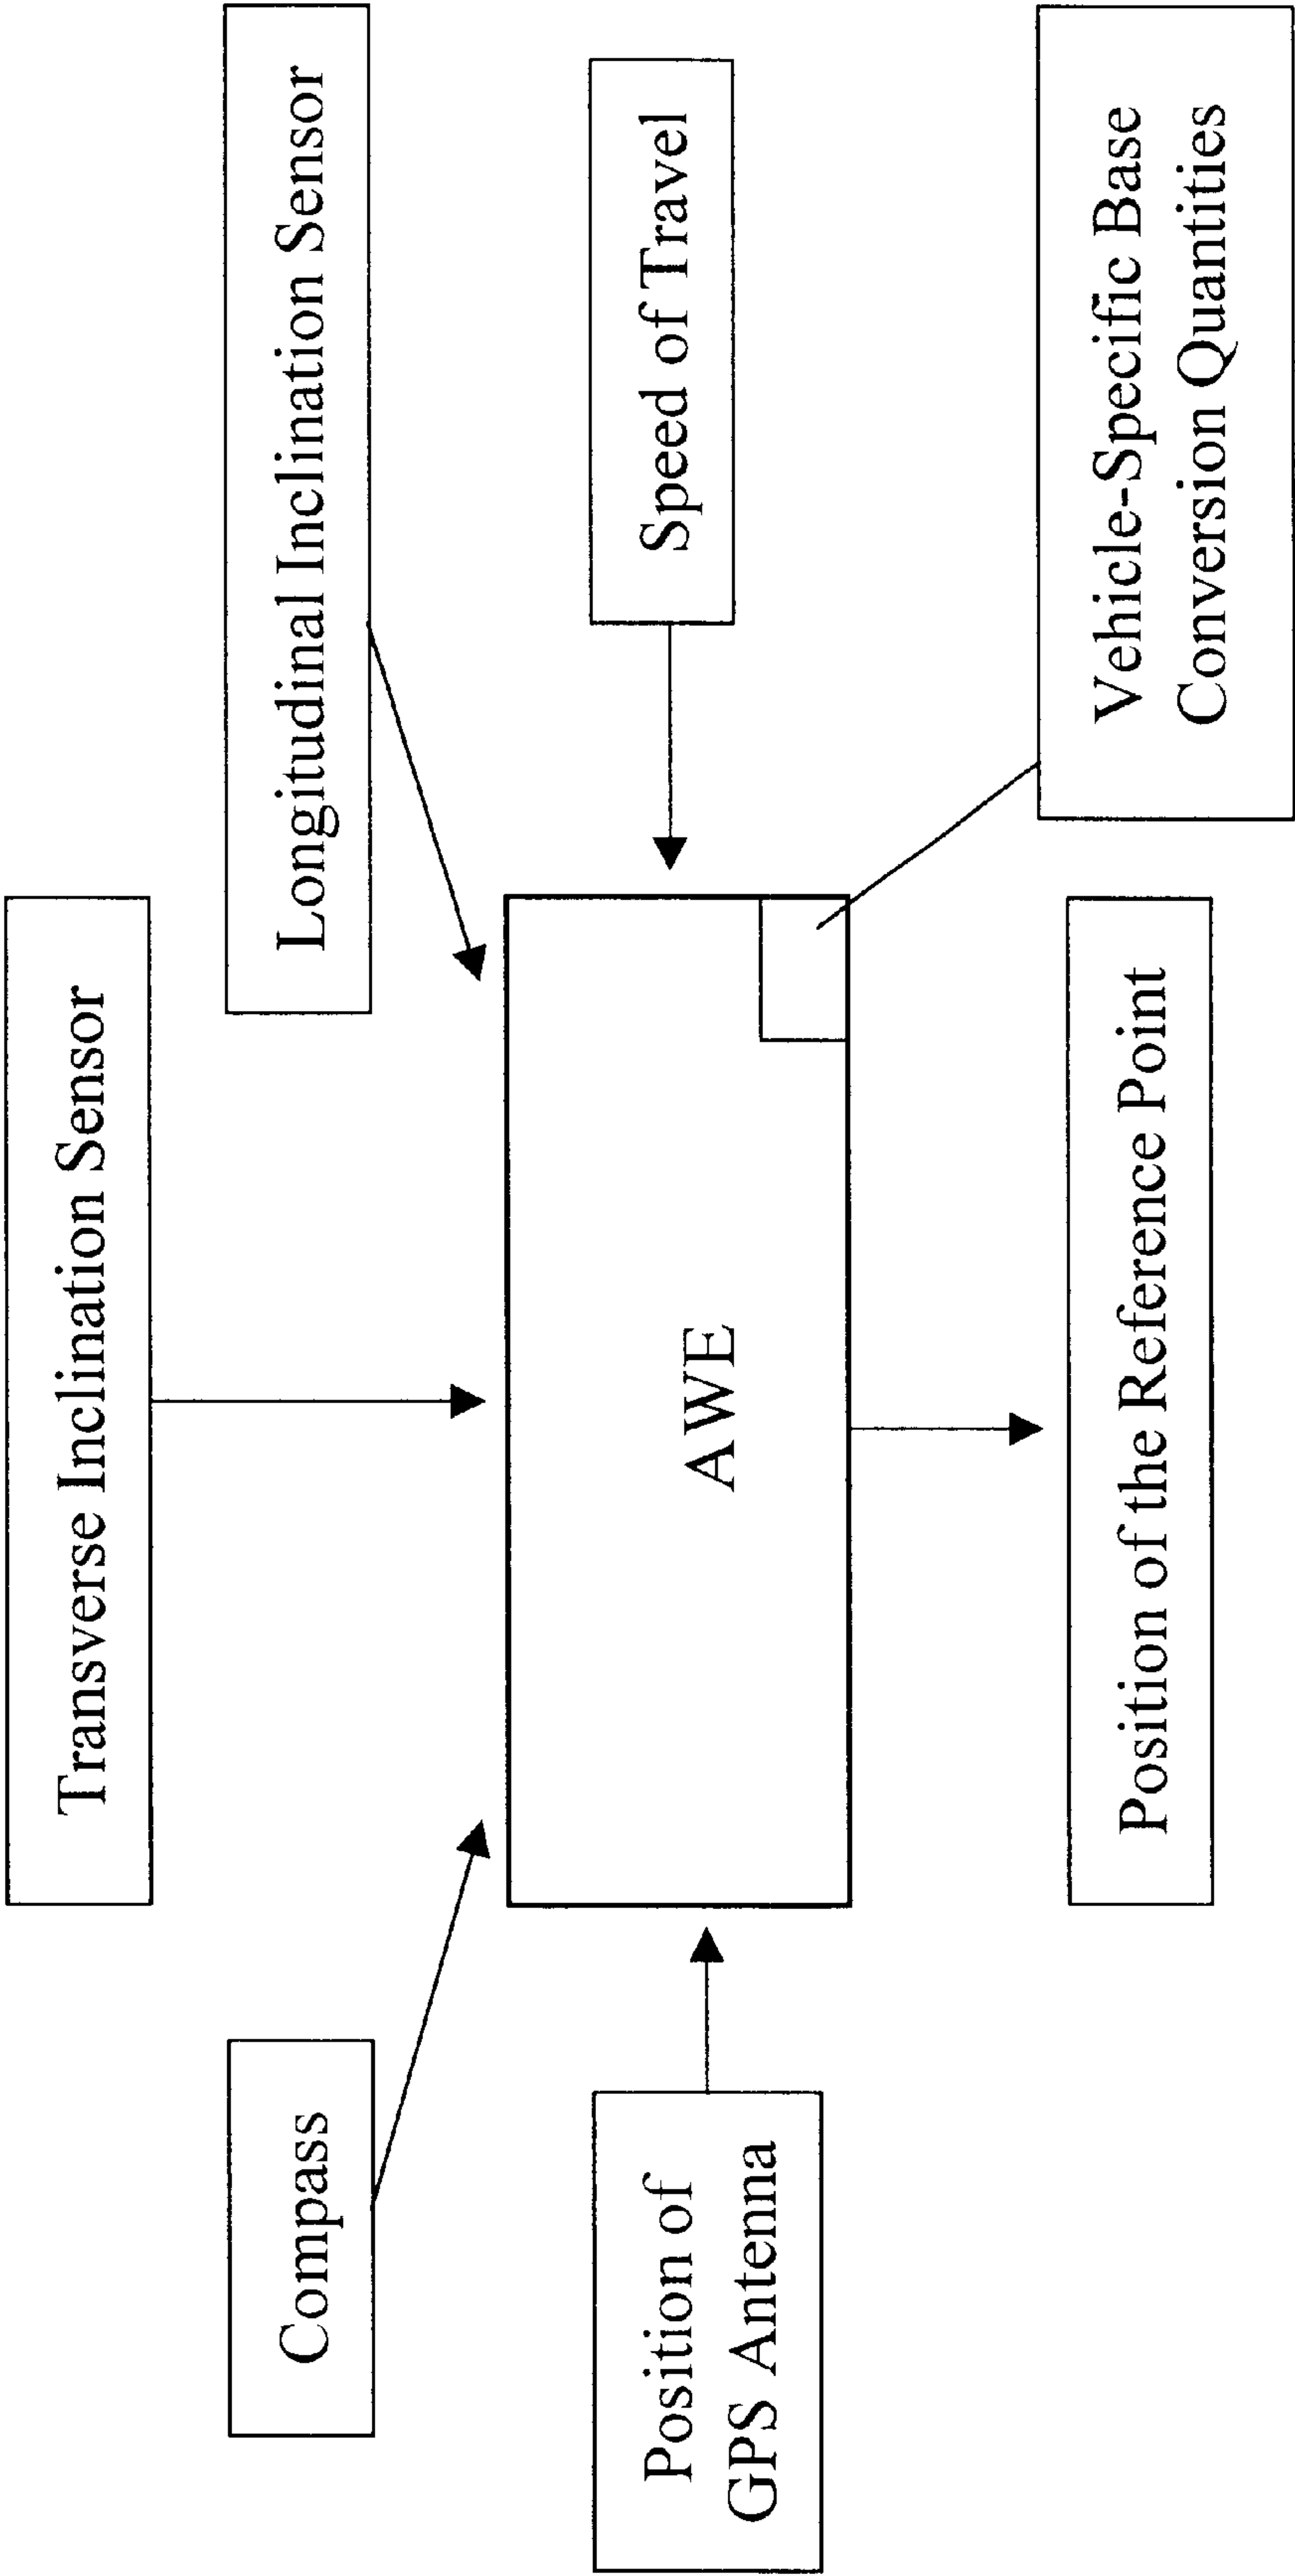 Transverse Inclination Sensor
Compass
Longitudinal Inclination Sensor
Position of
GPS Antenna
AWE
Speed of Travel
Position of the Reference Point
Vehicle-Specific Base
Conversion Quantities